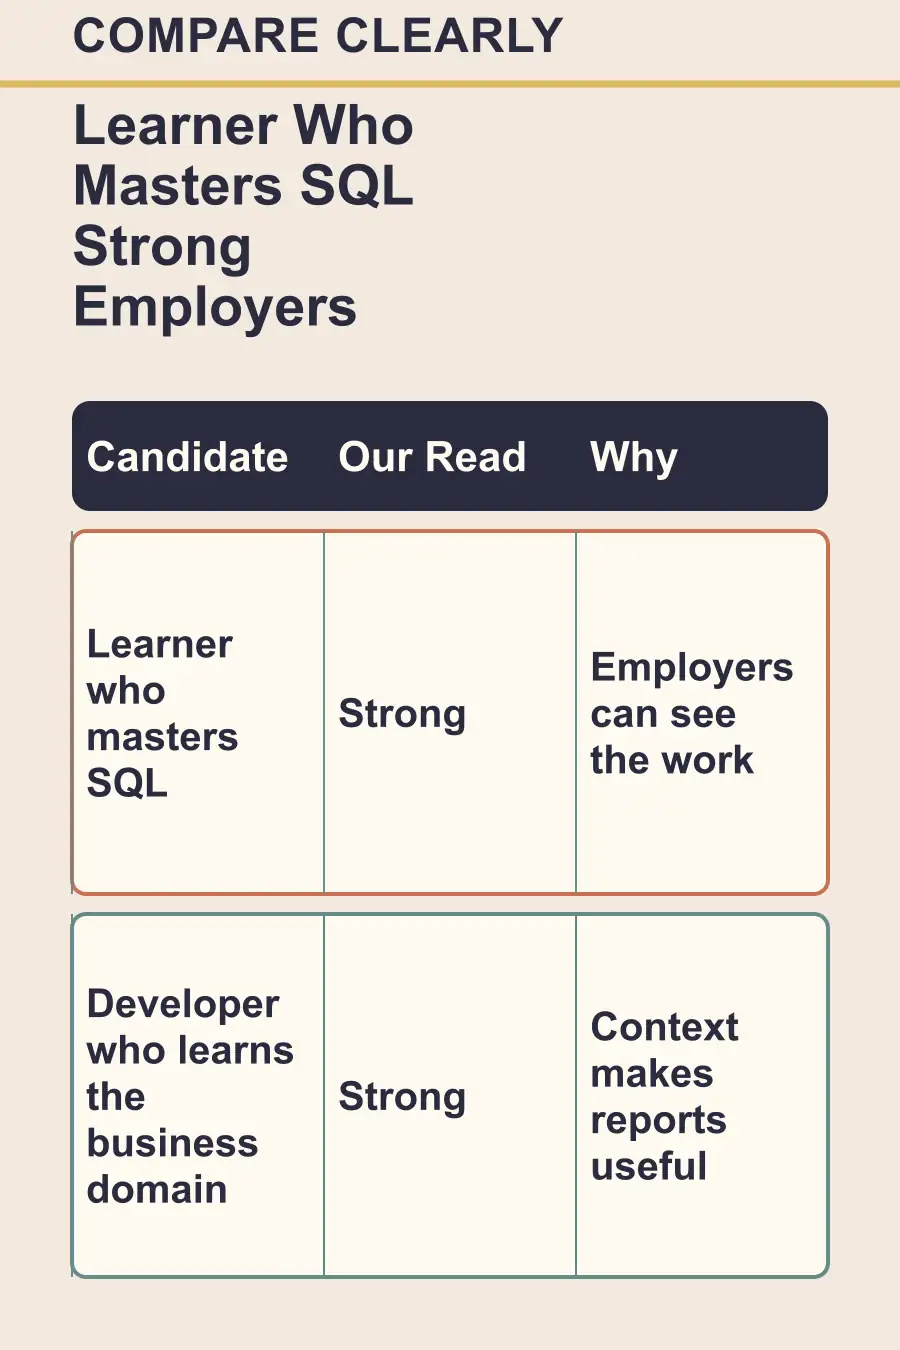 COMPARE CLEARLY
Learner Who
Masters SQL
Strong
Employers
Candidate Our Read Why
Learner
who
masters
SQL
Strong
Employers
can see
the work
Developer
who learns
the
business
domain
Strong
Context
makes
reports
useful